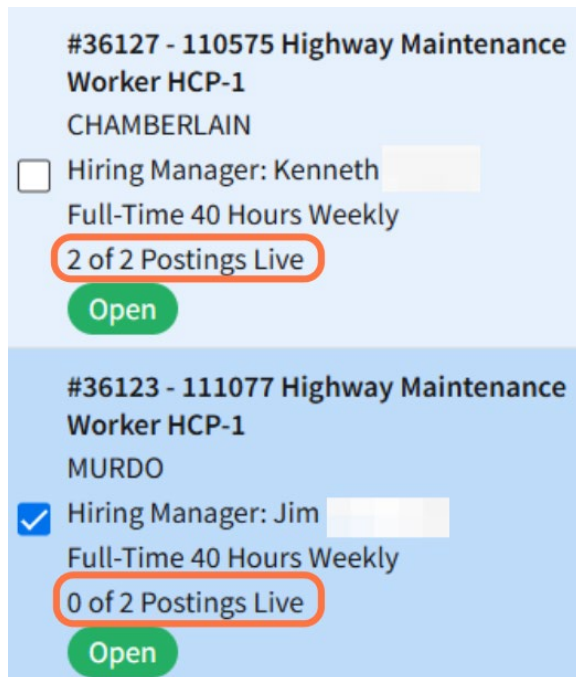 #36127 - 110575 Highway Maintenance
Worker HCP-1
CHAMBERLAIN
Hiring Manager: Kenneth
Full-Time 40 Hours Weekly
2 of 2 Postings Live
Open
#36123 - 111077 Highway Maintenance
Worker HCP-1
MURDO
Hiring Manager: Jim
Full-Time 40 Hours Weekly
0 of 2 Postings Live
Open